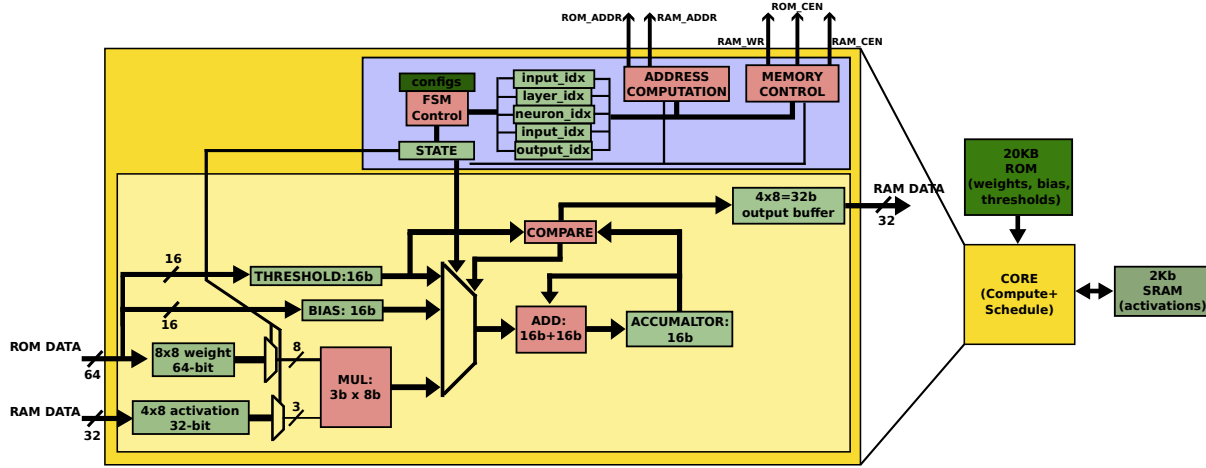 ROM_CEN
ROM_ADDR
RAM_ADDR
RAM_WR
RAM_CEN
configs
FSM
Control
STATE
input_idx
layer_idx
neuron_idx
input_idx
output_idx
ADDRESS
COMPUTATION
MEMORY
CONTROL
4x8=32b
output buffer
RAM DATA
32
COMPARE
16
THRESHOLD:16b
16
BIAS: 16b
ADD:
16b+16b
ACCUMALTOR:
16b
ROM DATA
64
8x8 weight
64-bit
8
MUL:
3b x 8b
RAM DATA
32
4x8 activation
32-bit
3
20KB
ROM
(weights, bias,
thresholds)
CORE
(Compute+
Schedule)
2Kb
SRAM
(activations)